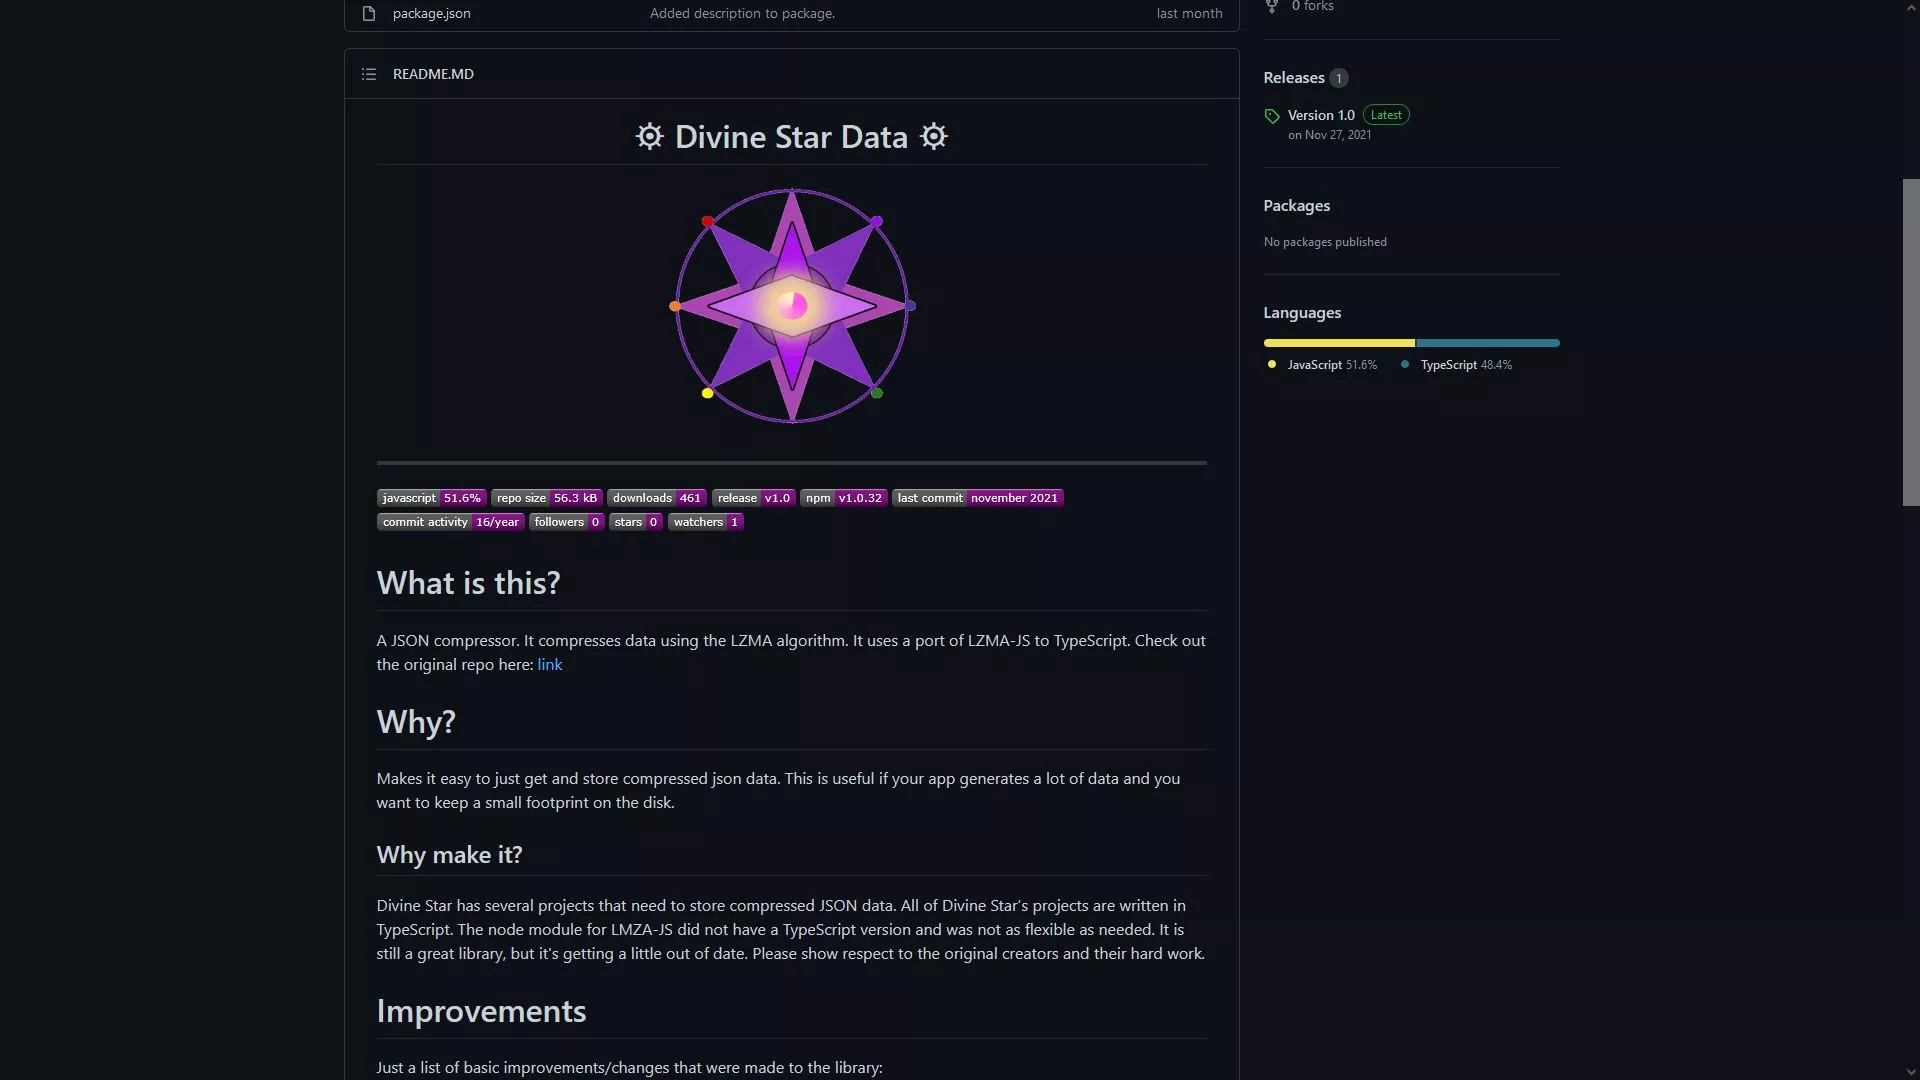 package.json Added description to package. last month
README.MD
Divine Star Data
javascript 51.6% repo size 56.3 kB downloads 461 release v1.0 npm v1.0.32 last commit november 2021
commit activity 16/year followers 0 stars 0 watchers 1
What is this?
A JSON compressor. It compresses data using the LZMA algorithm. It uses a port of LZMA-JS to TypeScript. Check out
the original repo here: link
Why?
Makes it easy to just get and store compressed json data. This is useful if your app generates a lot of data and you
want to keep a small footprint on the disk.
Why make it?
Divine Star has several projects that need to store compressed JSON data. All of Divine Star’s projects are written in
TypeScript. The node module for LMZA-JS did not have a TypeScript version and was not as flexible as needed. It is
still a great library, but it's getting a little out of date. Please show respect to the original creators and their hard work.
Improvements
Just a list of basic improvements/changes that were made to the library:
0 forks
Releases 1
Version 1.0 Latest
on Nov 27, 2021
Packages
No packages published
Languages
JavaScript 51.6% TypeScript 48.4%